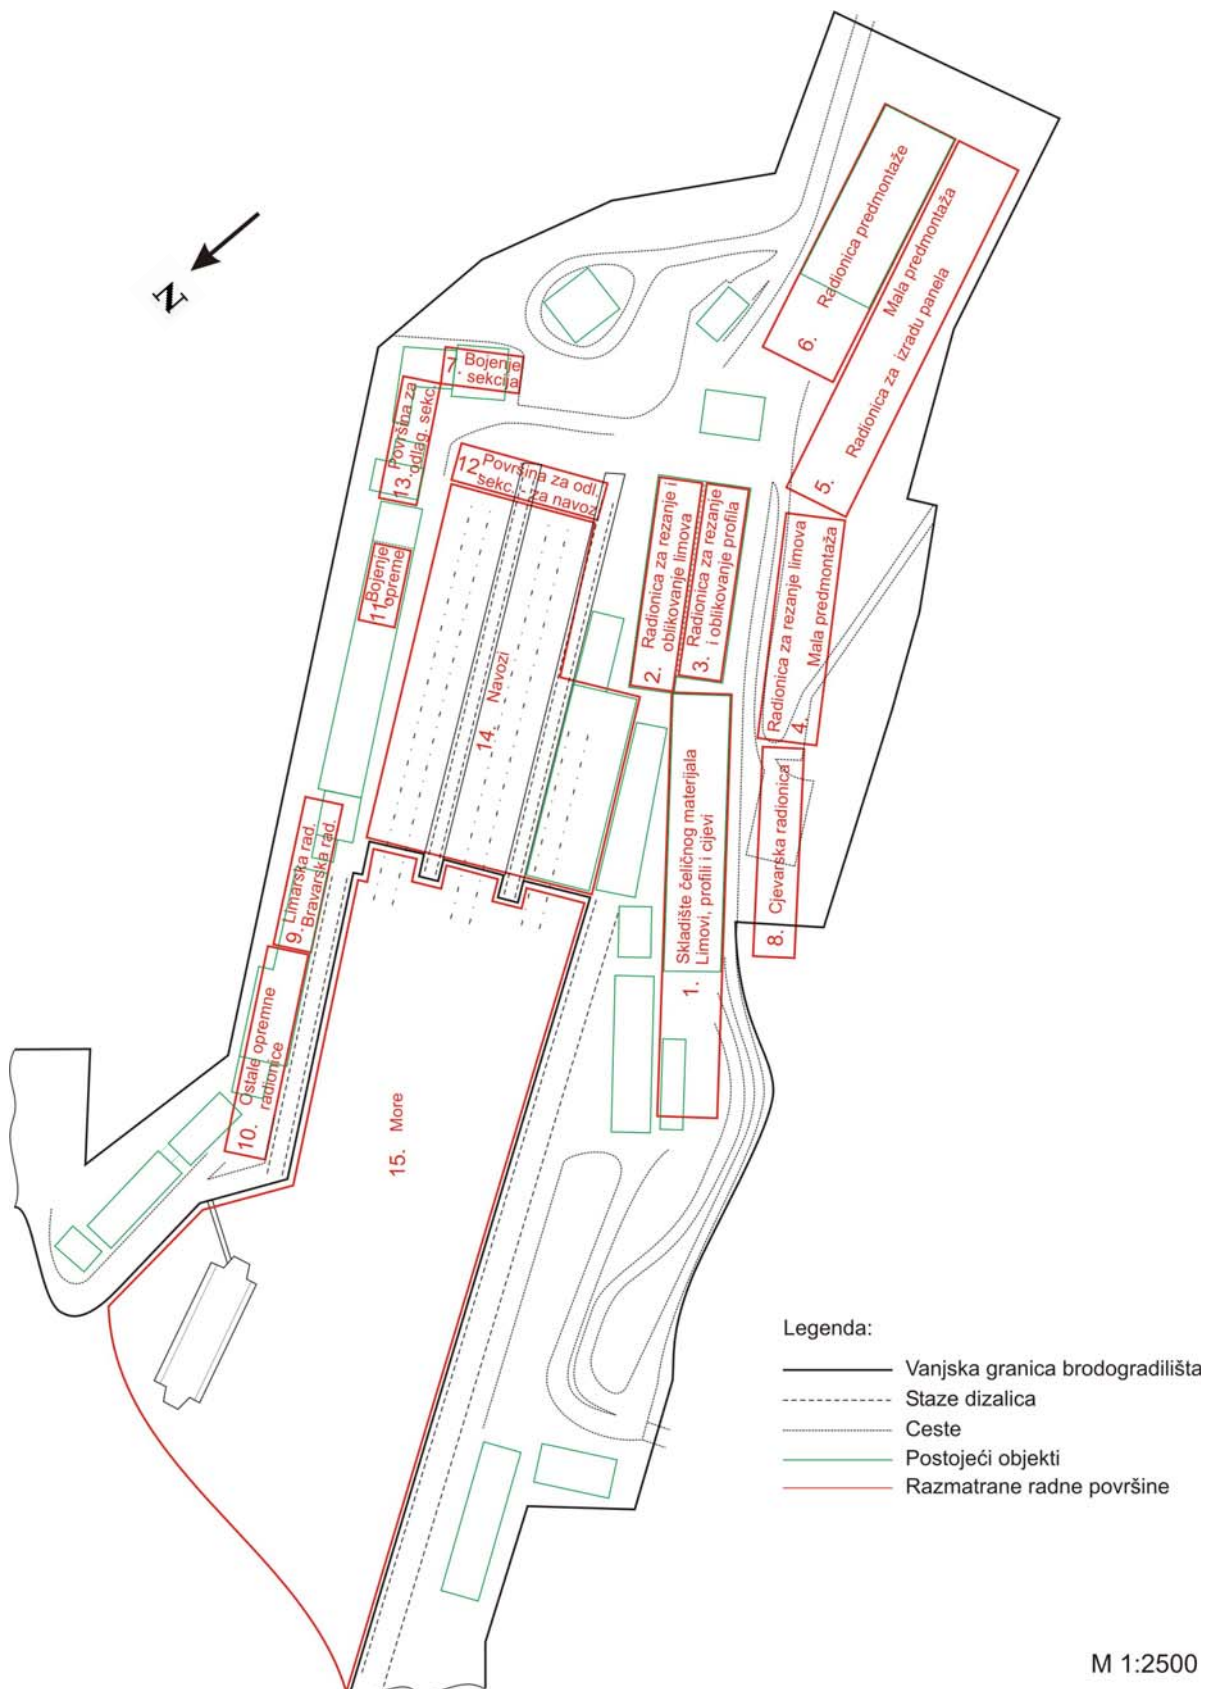 N
6. Radionica predmontaže
Mala predmontaža
5. Radionica za izradu panela
7. Bojenje
sekcija
13. Površina za
odlag. sekc.
12. Površina za odl.
sekc. - za navoz
11. Bojenje
opreme
2. Radionica za rezanje i
oblikovanje limova
3. Radionica za rezanje
i oblikovanje profila
Radionica za rezanje limova
4. Mala predmontaža
14. Navozi
9. Limarska rad.
Bravarska rad.
1. Skladište čeličnog materijala
Limovi, profili i cijevi
8. Cjevarska radionica
10. Ostale opremne
radionice
15. More
Legenda:
Vanjska granica brodogradilišta
Staze dizalica
Ceste
Postojeći objekti
Razmatrane radne površine
M 1:2500